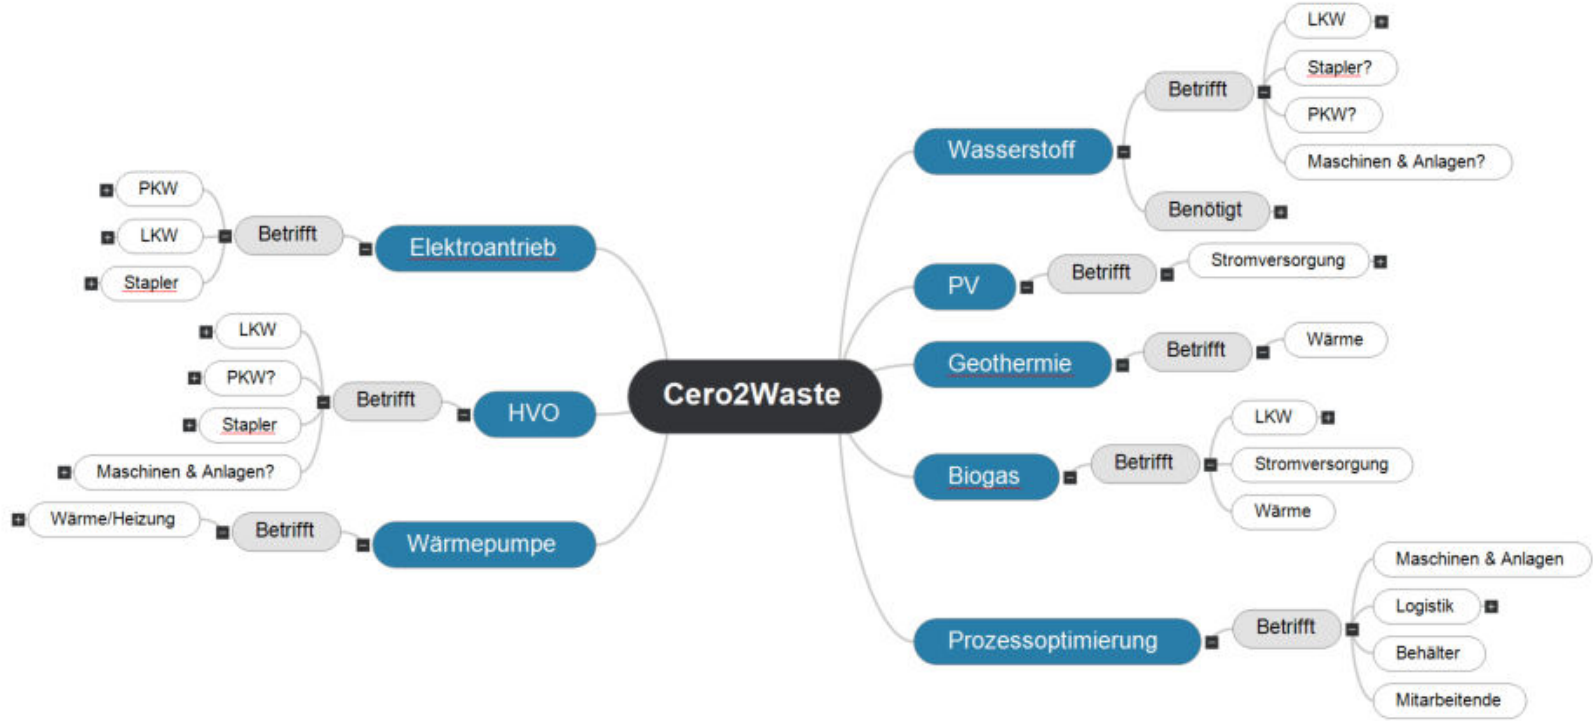 Cero2Waste
Elektroantrieb
Betrifft
PKW
LKW
Stapler
HVO
Betrifft
LKW
PKW?
Stapler
Maschinen & Anlagen?
Wärmepumpe
Betrifft
Wärme/Heizung
Wasserstoff
Betrifft
LKW
Stapler?
PKW?
Maschinen & Anlagen?
Benötigt
PV
Betrifft
Stromversorgung
Geothermie
Betrifft
Wärme
Biogas
Betrifft
LKW
Stromversorgung
Wärme
Prozessoptimierung
Betrifft
Maschinen & Anlagen
Logistik
Behälter
Mitarbeitende